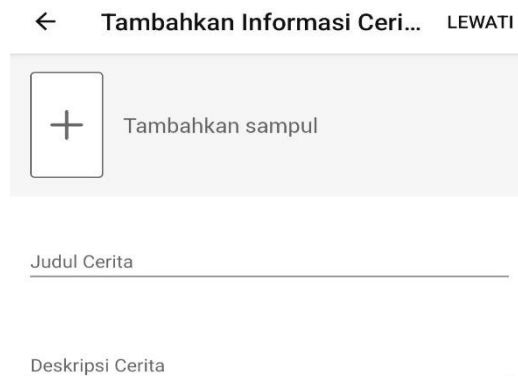 Tambahkan Informasi Ceri... LEWATI
Tambahkan sampul
Judul Cerita
Deskripsi Cerita